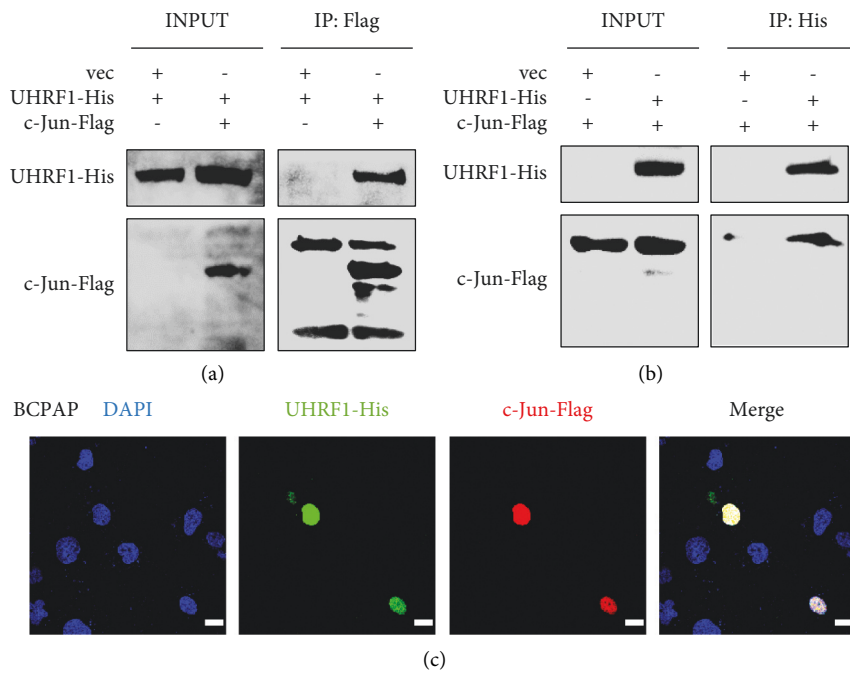 INPUT IP: Flag
vec + - + -
UHRF1-His + + + +
c-Jun-Flag - + - +
UHRF1-His
c-Jun-Flag
(a)
INPUT IP: His
vec + - + -
UHRF1-His - + - +
c-Jun-Flag + + + +
UHRF1-His
c-Jun-Flag
(b)
BCPAP DAPI UHRF1-His c-Jun-Flag Merge
(c)